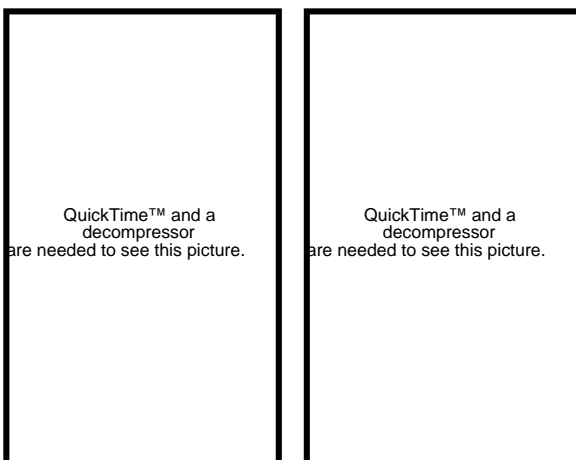 QuickTime™ and a
decompressor
are needed to see this picture.
QuickTime™ and a
decompressor
are needed to see this picture.